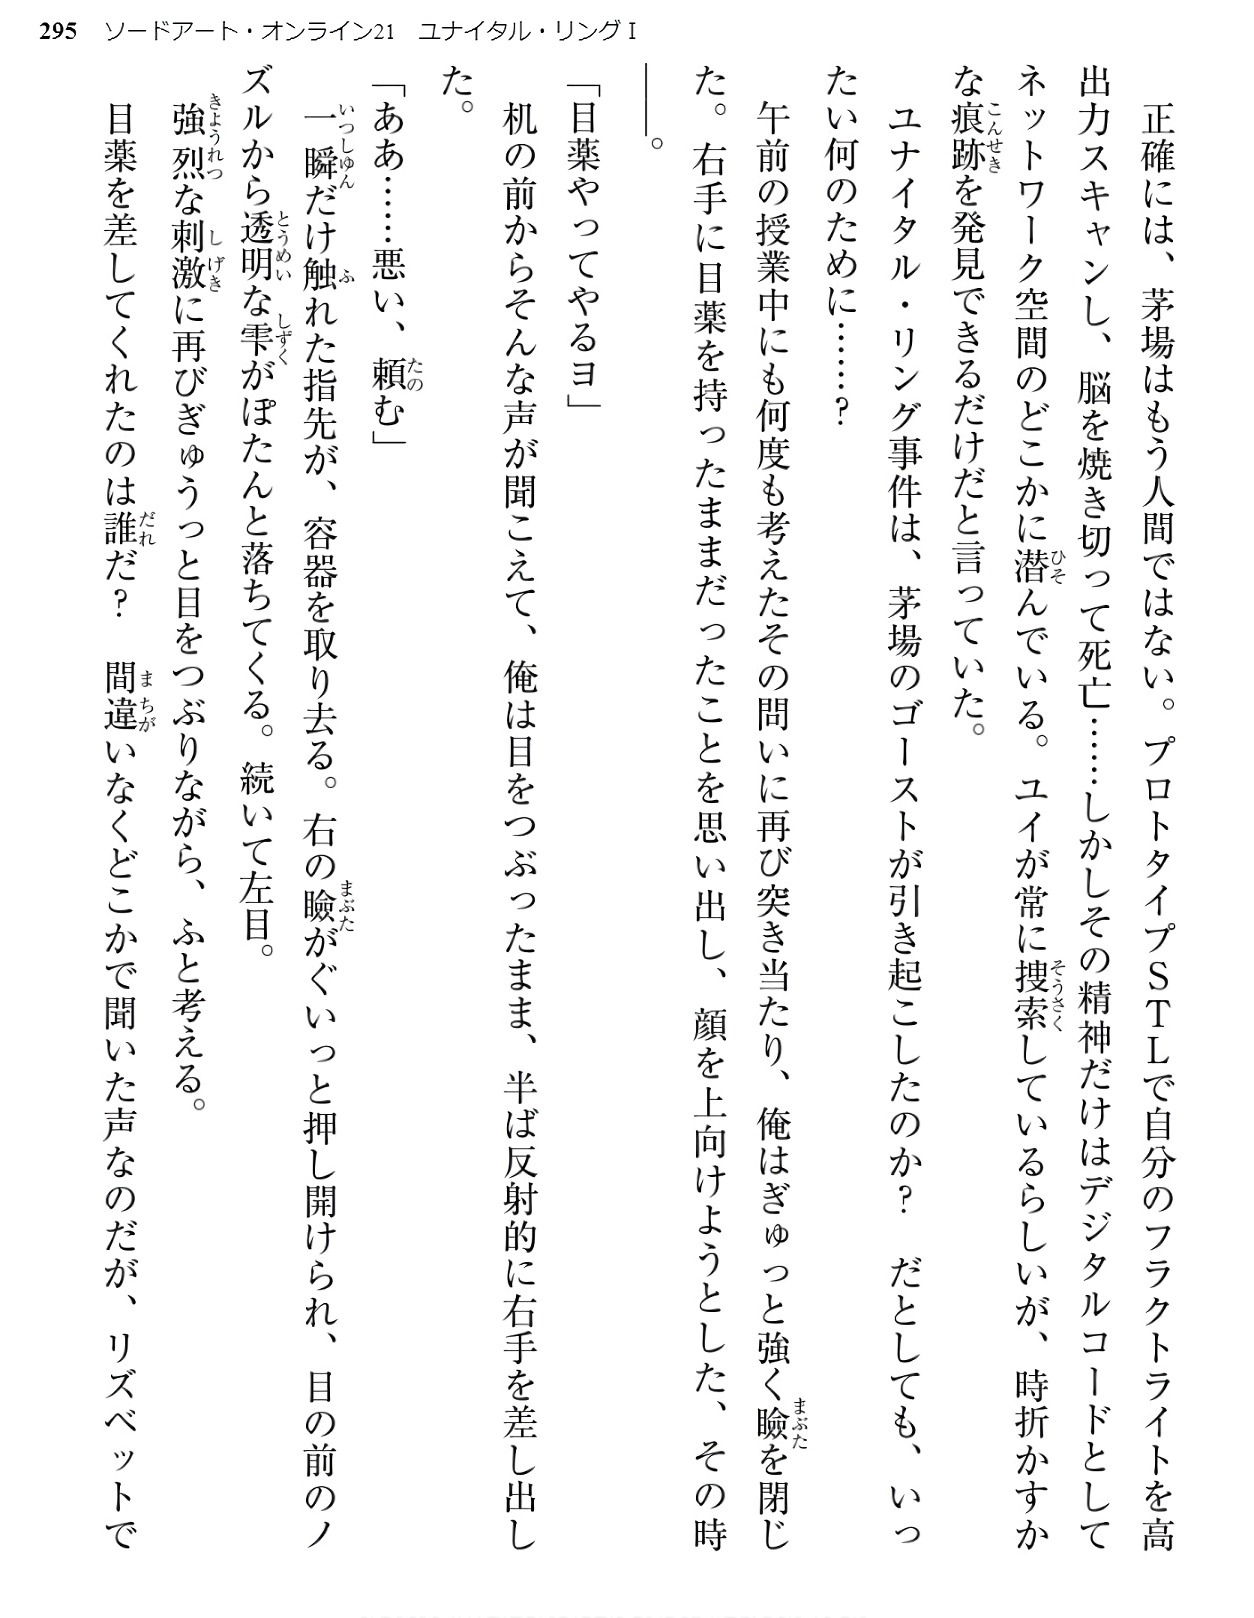 295 ソードアート・オンライン21 ユナイタル・リングⅠ
　正確には、茅場はもう人間ではない。プロトタイプＳＴＬで自分のフラクトライトを高
出力スキャンし、脳を焼き切って死亡……しかしその精神だけはデジタルコードとして
ネットワーク空間のどこかに潜んでいる。ユイが常に捜索しているらしいが、時折かすか
な痕跡を発見できるだけだと言っていた。
　ユナイタル・リング事件は、茅場のゴーストが引き起こしたのか？　だとしても、いっ
たい何のために……？
　午前の授業中にも何度も考えたその問いに再び突き当たり、俺はぎゅっと強く瞼を閉じ
た。右手に目薬を持ったままだったことを思い出し、顔を上向けようとした、その時
――。
「目薬やってやるヨ」
　机の前からそんな声が聞こえて、俺は目をつぶったまま、半ば反射的に右手を差し出し
た。
「ああ……悪い、頼む」
　一瞬だけ触れた指先が、容器を取り去る。右の瞼がぐいっと押し開けられ、目の前のノ
ズルから透明な雫がぽたんと落ちてくる。続いて左目。
　強烈な刺激に再びぎゅうっと目をつぶりながら、ふと考える。
　目薬を差してくれたのは誰だ？　間違いなくどこかで聞いた声なのだが、リズベットで